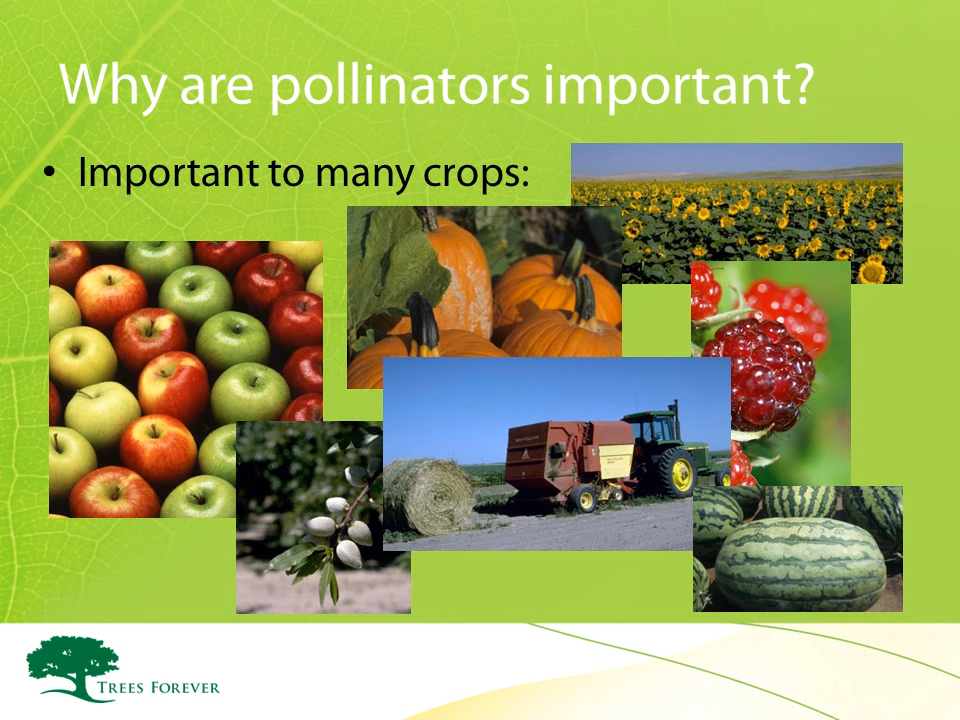 Why are pollinators important?
• Important to many crops:
Trees Forever